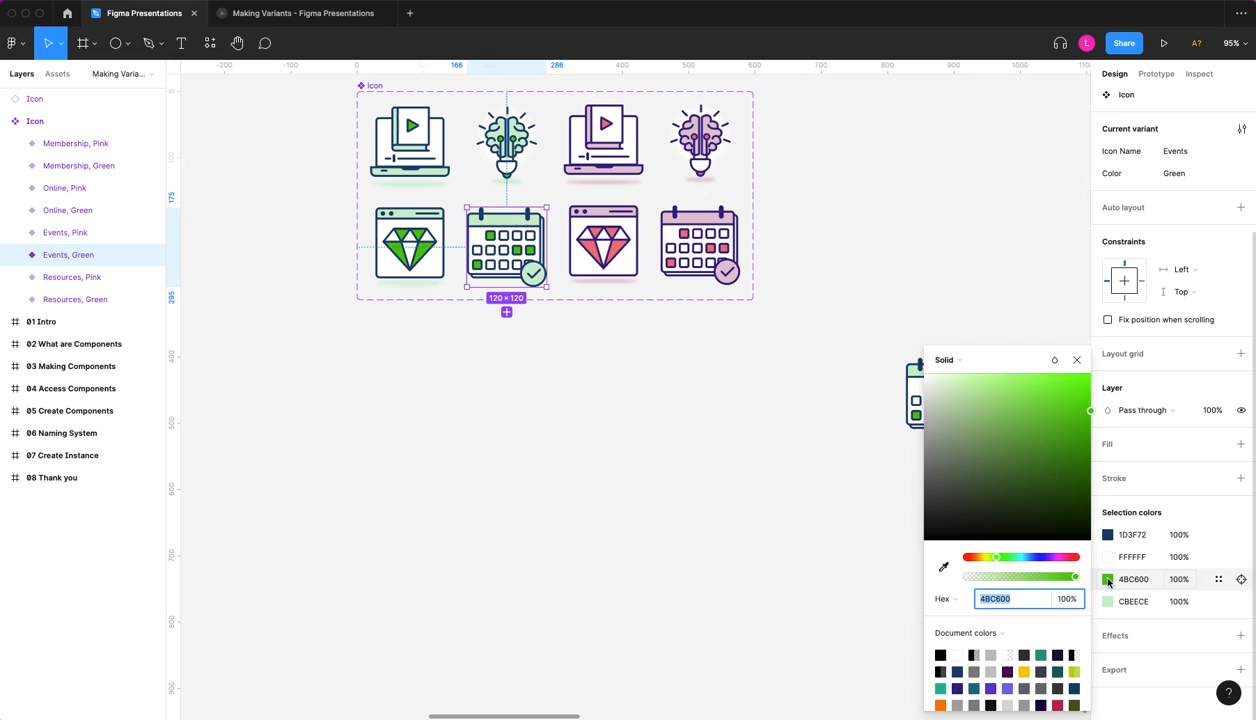 Figma Presentations
Making Variants - Figma Presentations
A?
L
Share
95%
Layers
Assets
Making Varia...
Icon
Icon
Membership, Pink
Membership, Green
Online, Pink
Online, Green
Events, Pink
Events, Green
Resources, Pink
Resources, Green
01 Intro
02 What are Components
03 Making Components
04 Access Components
05 Create Components
06 Naming System
07 Create Instance
08 Thank you
-200
-100
0
166
286
400
500
600
700
800
900
1000
1100
0
100
175
295
400
500
600
700
800
900
Icon
120 × 120
Solid
Hex
4BC600
100%
Document colors
Design
Prototype
Inspect
Icon
Current variant
Icon Name
Events
Color
Green
Auto layout
Constraints
Left
Top
Fix position when scrolling
Layout grid
Layer
Pass through
100%
Fill
Stroke
Selection colors
1D3F72
100%
FFFFFF
100%
4BC600
100%
CBEECE
100%
Effects
Export
?